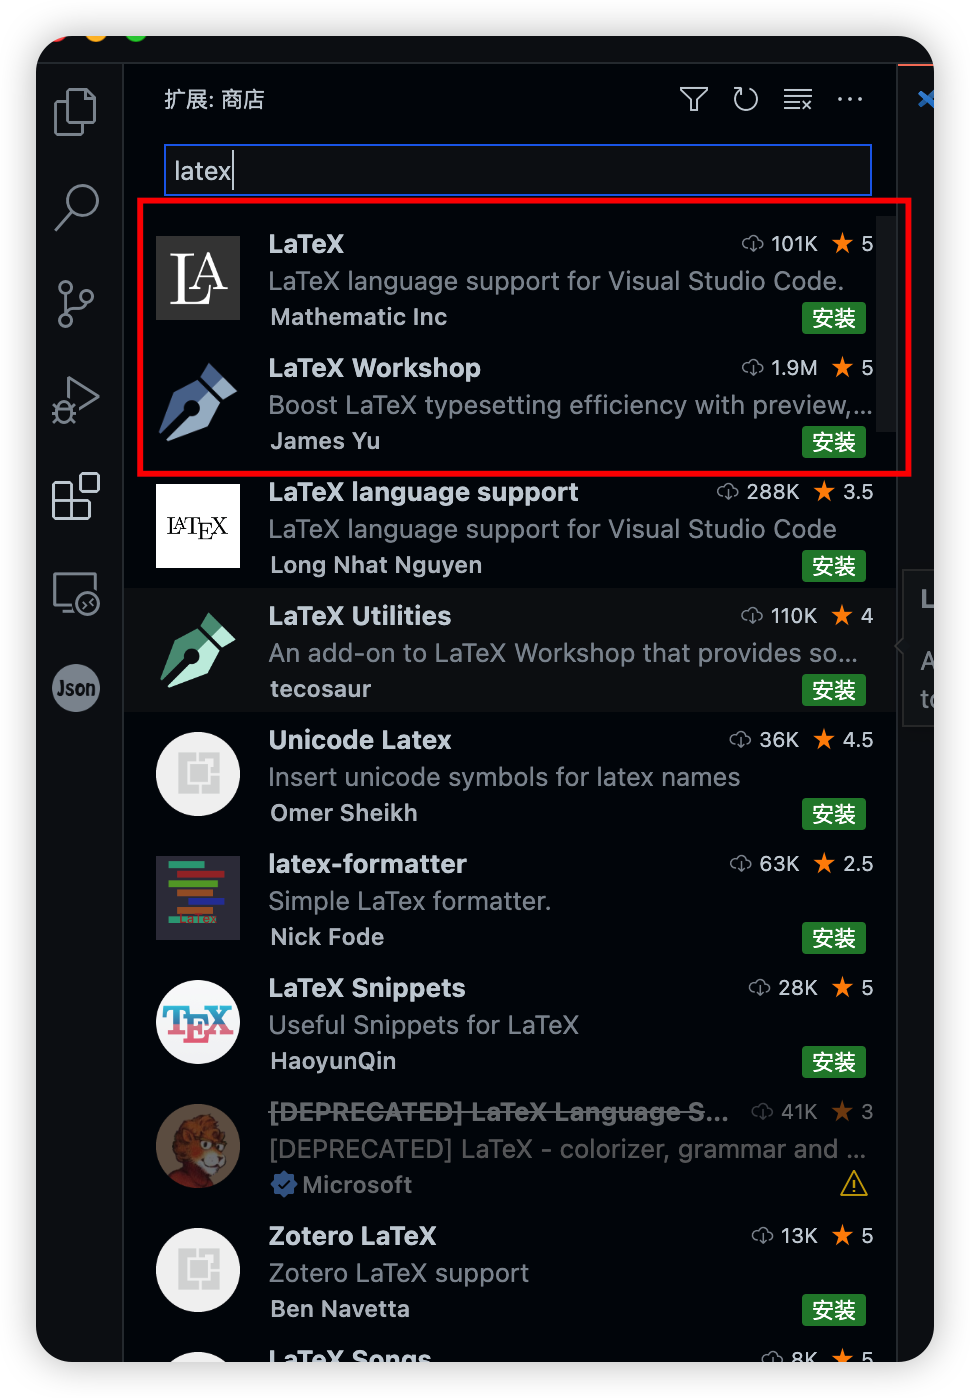 扩展: 商店
latex
LaTeX 101K 5
LaTeX language support for Visual Studio Code.
Mathematic Inc 安装
LaTeX Workshop 1.9M 5
Boost LaTeX typesetting efficiency with preview,...
James Yu 安装
LaTeX language support 288K 3.5
LaTeX language support for Visual Studio Code
Long Nhat Nguyen 安装
LaTeX Utilities 110K 4
An add-on to LaTeX Workshop that provides so...
tecosaur 安装
Unicode Latex 36K 4.5
Insert unicode symbols for latex names
Omer Sheikh 安装
latex-formatter 63K 2.5
Simple LaTex formatter.
Nick Fode 安装
LaTeX Snippets 28K 5
Useful Snippets for LaTeX
HaoyunQin 安装
[DEPRECATED] LaTeX Language S... 41K 3
[DEPRECATED] LaTeX - colorizer, grammar and ...
Microsoft
Zotero LaTeX 13K 5
Zotero LaTeX support
Ben Navetta 安装
LaTeX Songs 8K 5
Json
LA
LATEX
LaTex
TEX